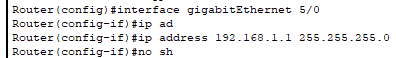 Router(config)#interface gigabitEthernet 5/0
Router(config-if)#ip ad
Router(config-if)#ip address 192.168.1.1 255.255.255.0
Router(config-if)#no sh